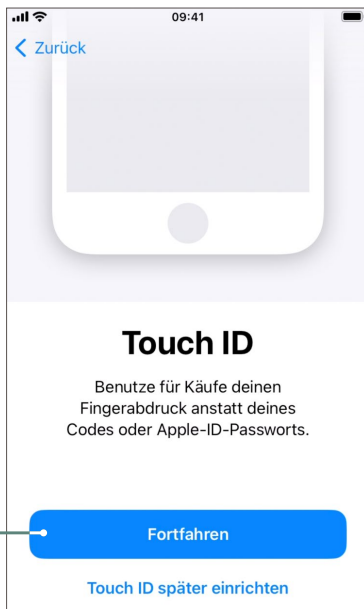 09:41
Zurück
Touch ID
Benutze für Käufe deinen
Fingerabdruck anstatt deines
Codes oder Apple-ID-Passworts.
Fortfahren
Touch ID später einrichten